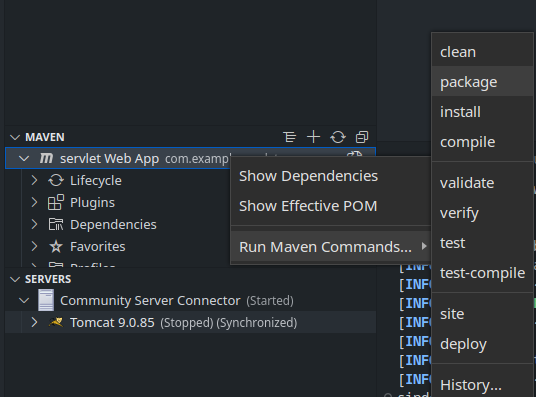 MAVEN
servlet Web App com.example
Lifecycle
Plugins
Dependencies
Favorites
Profiles
SERVERS
Community Server Connector (Started)
Tomcat 9.0.85 (Stopped) (Synchronized)
Show Dependencies
Show Effective POM
Run Maven Commands...
clean
package
install
compile
validate
verify
test
test-compile
site
deploy
History...
[INFO
[INFO
[INFO
[INFO
[INFO
[INFO
[INFO